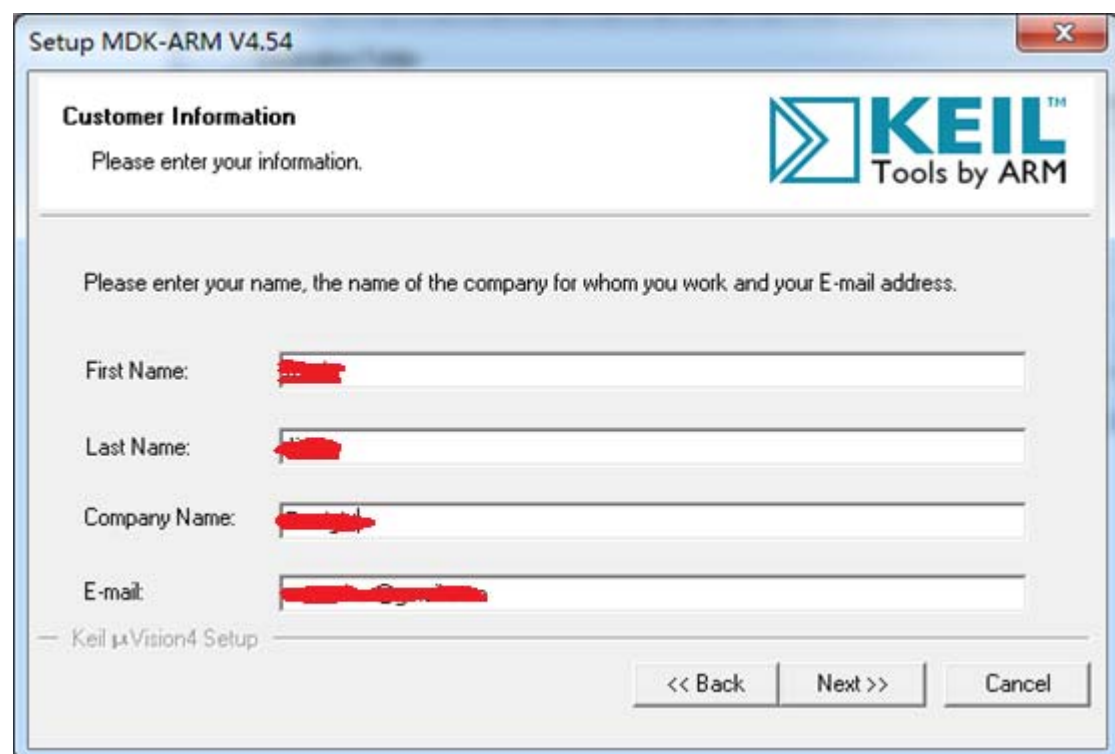 Setup MDK-ARM V4.54
Customer Information
Please enter your information.
KEIL™
Tools by ARM
Please enter your name, the name of the company for whom you work and your E-mail address.
First Name:
Last Name:
Company Name:
E-mail:
Keil µVision4 Setup
<< Back Next >> Cancel